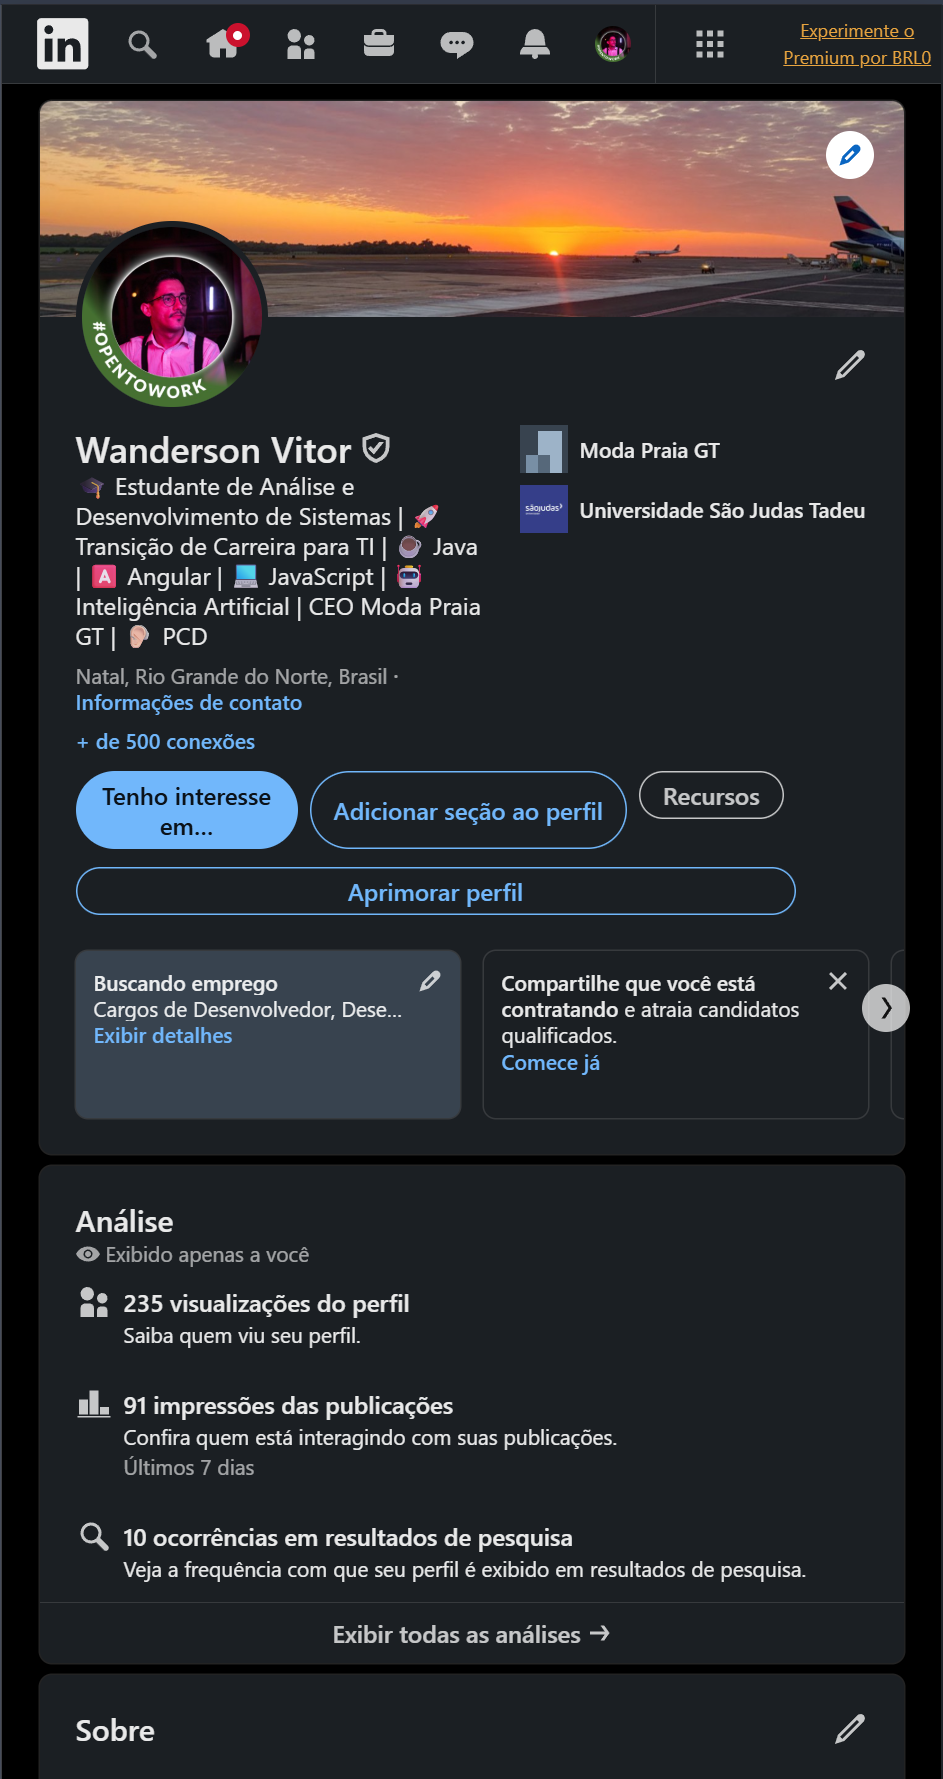 in
Experimente o
Premium por BRL0
#OPENTOWORK
Wanderson Vitor
🎓 Estudante de Análise e
Desenvolvimento de Sistemas | 🚀
Transição de Carreira para TI | ☕ Java
| 🅰️ Angular | 💻 JavaScript | 🤖
Inteligência Artificial | CEO Moda Praia
GT | 🦻 PCD
Moda Praia GT
sãojudas
Universidade São Judas Tadeu
Natal, Rio Grande do Norte, Brasil ·
Informações de contato
+ de 500 conexões
Tenho interesse
em...
Adicionar seção ao perfil
Recursos
Aprimorar perfil
Buscando emprego
Cargos de Desenvolvedor, Dese...
Exibir detalhes
Compartilhe que você está
contratando e atraia candidatos
qualificados.
Comece já
Análise
Exibido apenas a você
235 visualizações do perfil
Saiba quem viu seu perfil.
91 impressões das publicações
Confira quem está interagindo com suas publicações.
Últimos 7 dias
10 ocorrências em resultados de pesquisa
Veja a frequência com que seu perfil é exibido em resultados de pesquisa.
Exibir todas as análises →
Sobre